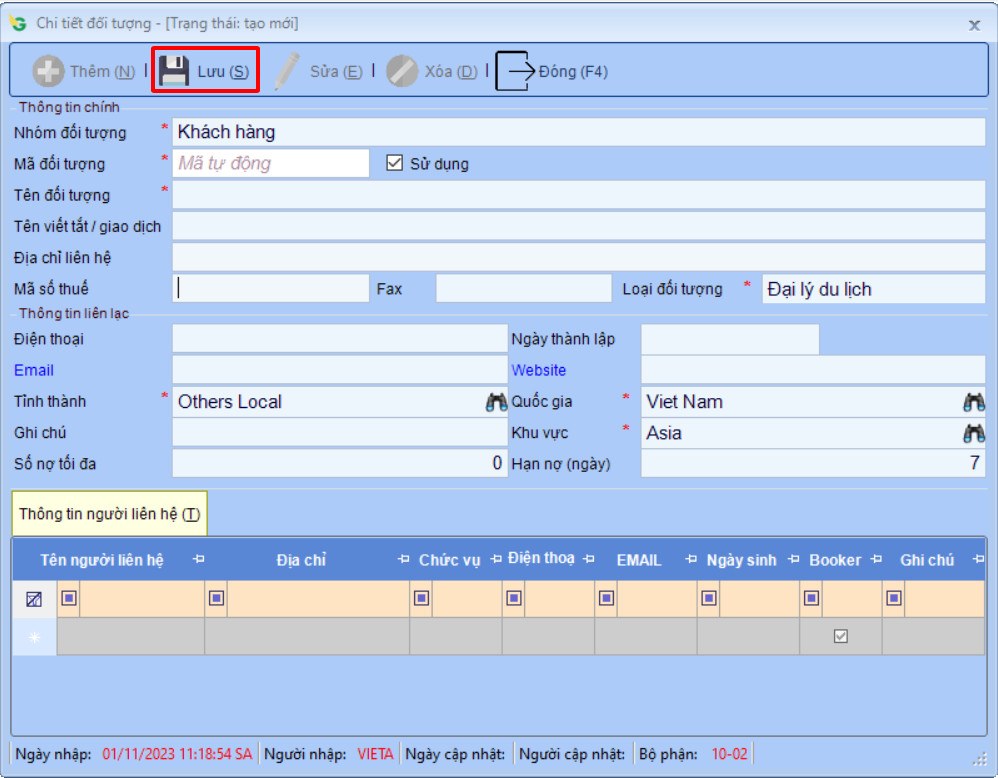 Chi tiết đối tượng - [Trạng thái: tạo mới]
Thêm (N) Lưu (S) Sửa (E) Xóa (D) Đóng (F4)
Thông tin chính
Nhóm đối tượng * Khách hàng
Mã đối tượng * Mã tự động Sử dụng
Tên đối tượng *
Tên viết tắt / giao dịch
Địa chỉ liên hệ
Mã số thuế Fax Loại đối tượng * Đại lý du lịch
Thông tin liên lạc
Điện thoại Ngày thành lập
Email Website
Tỉnh thành * Others Local Quốc gia * Viet Nam
Ghi chú Khu vực * Asia
Số nợ tối đa 0 Hạn nợ (ngày) 7
Thông tin người liên hệ (T)
Tên người liên hệ Địa chỉ Chức vụ Điện thoạ EMAIL Ngày sinh Booker Ghi chú
Ngày nhập: 01/11/2023 11:18:54 SA Người nhập: VIETA Ngày cập nhật: Người cập nhật: Bộ phận: 10-02